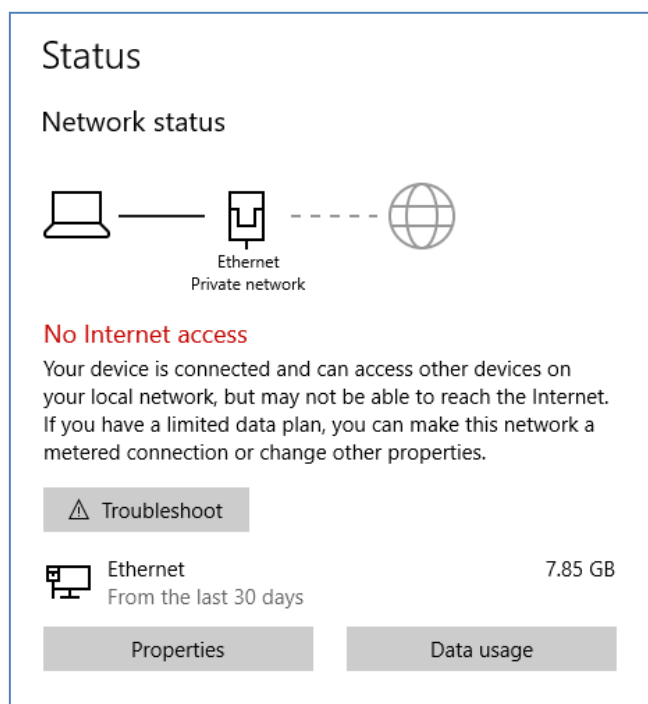 Status
Network status
Ethernet
Private network
No Internet access
Your device is connected and can access other devices on
your local network, but may not be able to reach the Internet.
If you have a limited data plan, you can make this network a
metered connection or change other properties.
Troubleshoot
Ethernet 7.85 GB
From the last 30 days
Properties Data usage